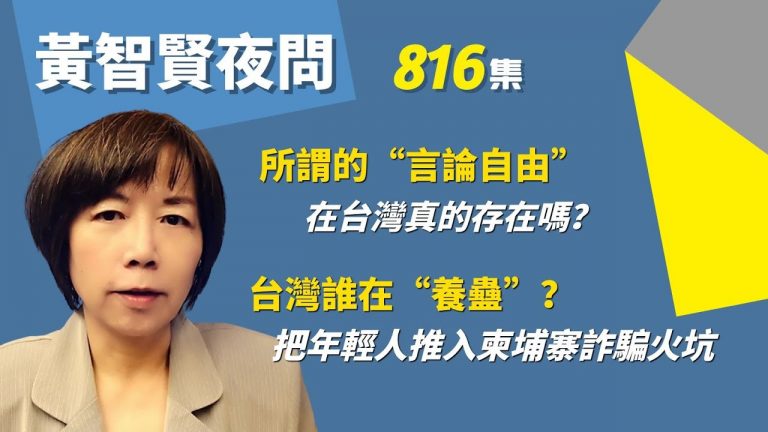 黃智賢夜問
816集
所謂的“言論自由”
在台灣真的存在嗎？
台灣誰在“養蠱”？
把年輕人推入柬埔寨詐騙火坑